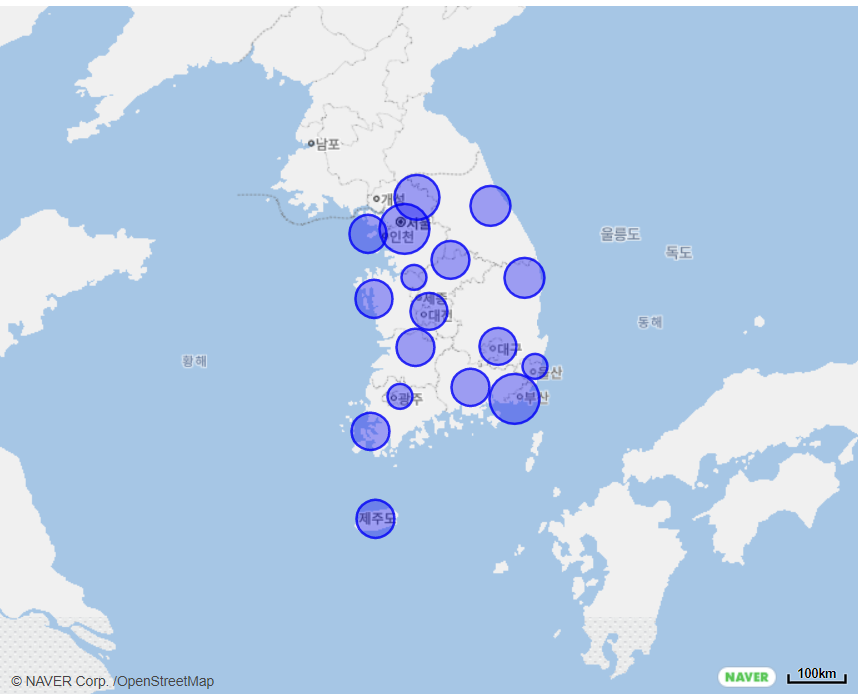 남포
개성
서울
인천
울릉도
독도
세종
대전
동해
대구
황해
울산
광주
부산
제주도
© NAVER Corp. /OpenStreetMap
NAVER
100km